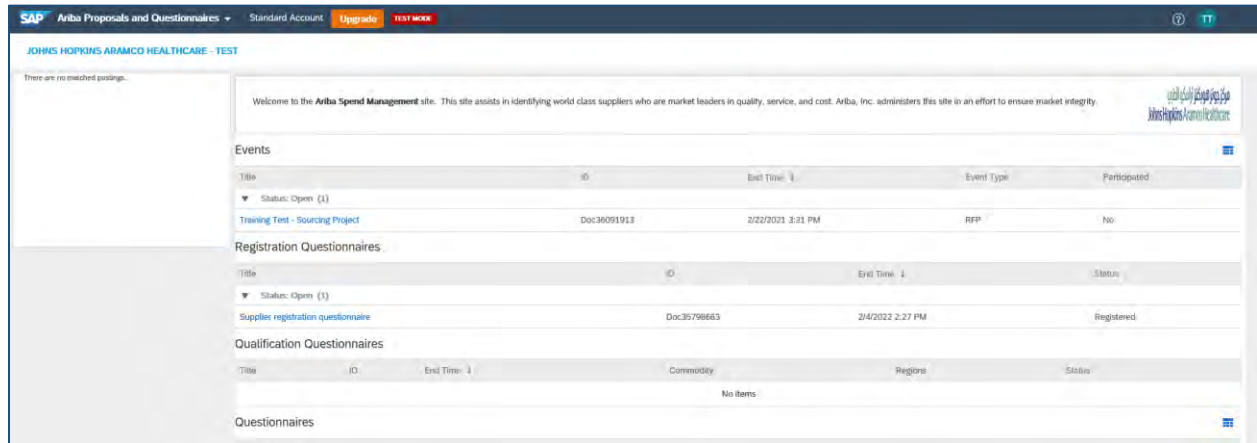 SAP Ariba Proposals and Questionnaires Standard Account Upgrade TEST MODE TT
JOHNS HOPKINS ARAMCO HEALTHCARE - TEST
There are no matched postings.
Welcome to the Ariba Spend Management site. This site assists in identifying world class suppliers who are market leaders in quality, service, and cost. Ariba, Inc. administers this site in an effort to ensure market integrity.
مركز جونز هوبكنز أرامكو الطبي
Johns Hopkins Aramco Healthcare
Events
Title ID End Time ↓ Event Type Participated
▼ Status: Open (1)
Training Test - Sourcing Project Doc36091913 2/22/2021 3:31 PM RFP No
Registration Questionnaires
Title ID End Time ↓ Status
▼ Status: Open (1)
Supplier registration questionnaire Doc35798663 2/4/2022 2:27 PM Registered
Qualification Questionnaires
Title ID End Time ↓ Commodity Regions Status
No items
Questionnaires